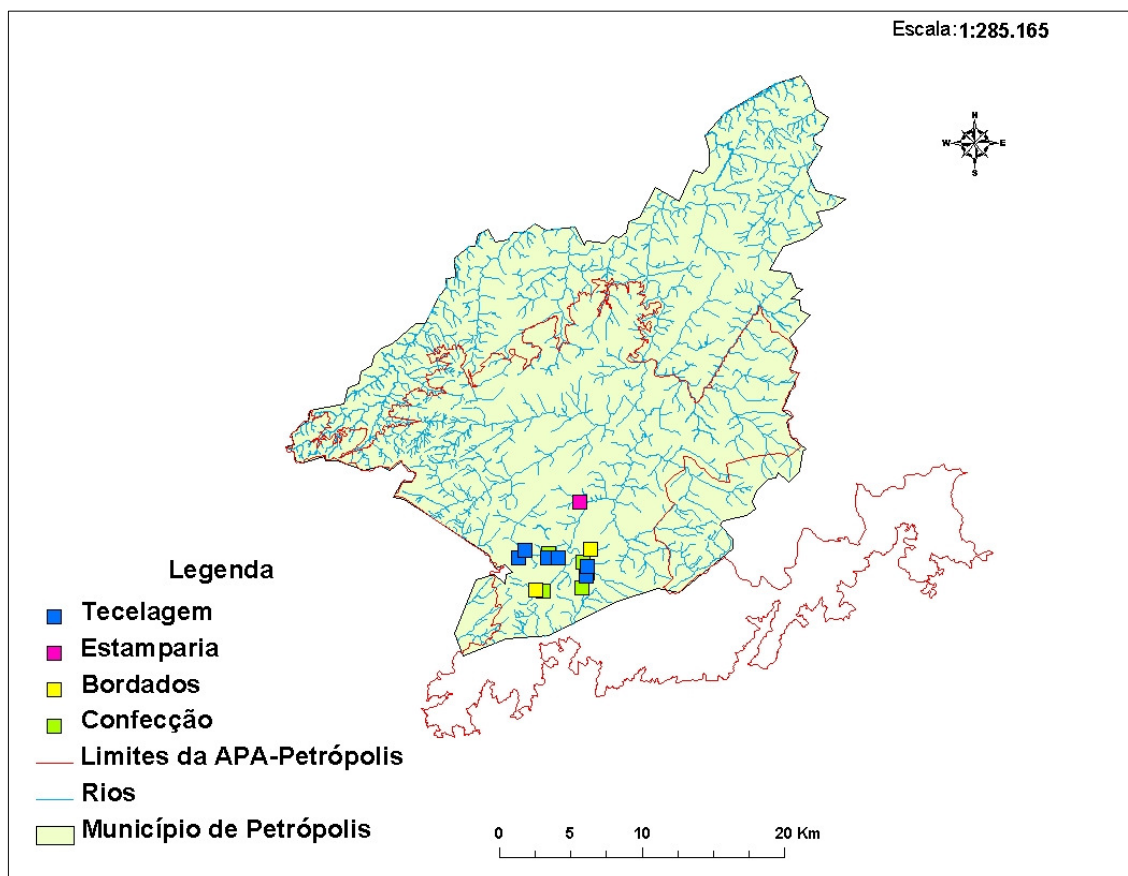 Escala:1:285.165
N
W E
S
Legenda
Tecelagem
Estamparia
Bordados
Confecção
Limites da APA-Petrópolis
Rios
Município de Petrópolis
0 5 10 20 Km